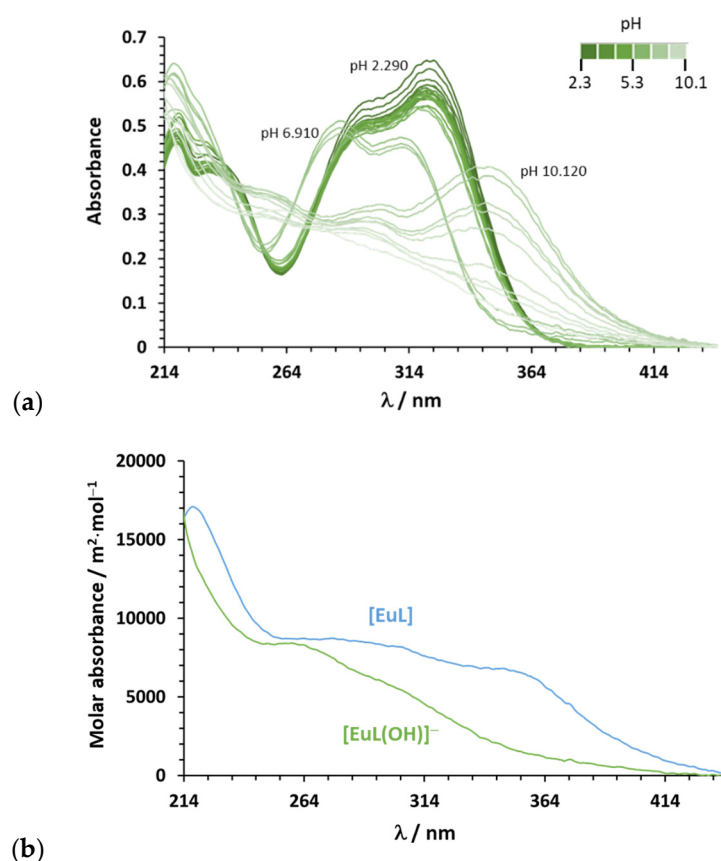 pH
2.3 5.3 10.1
pH 2.290
pH 6.910
pH 10.120
Absorbance
0.7
0.6
0.5
0.4
0.3
0.2
0.1
0
214 264 314 364 414
λ / nm
(a)
20000
15000
10000
5000
0
Molar absorbance / m²·mol⁻¹
[EuL]
[EuL(OH)]⁻
214 264 314 364 414
λ / nm
(b)